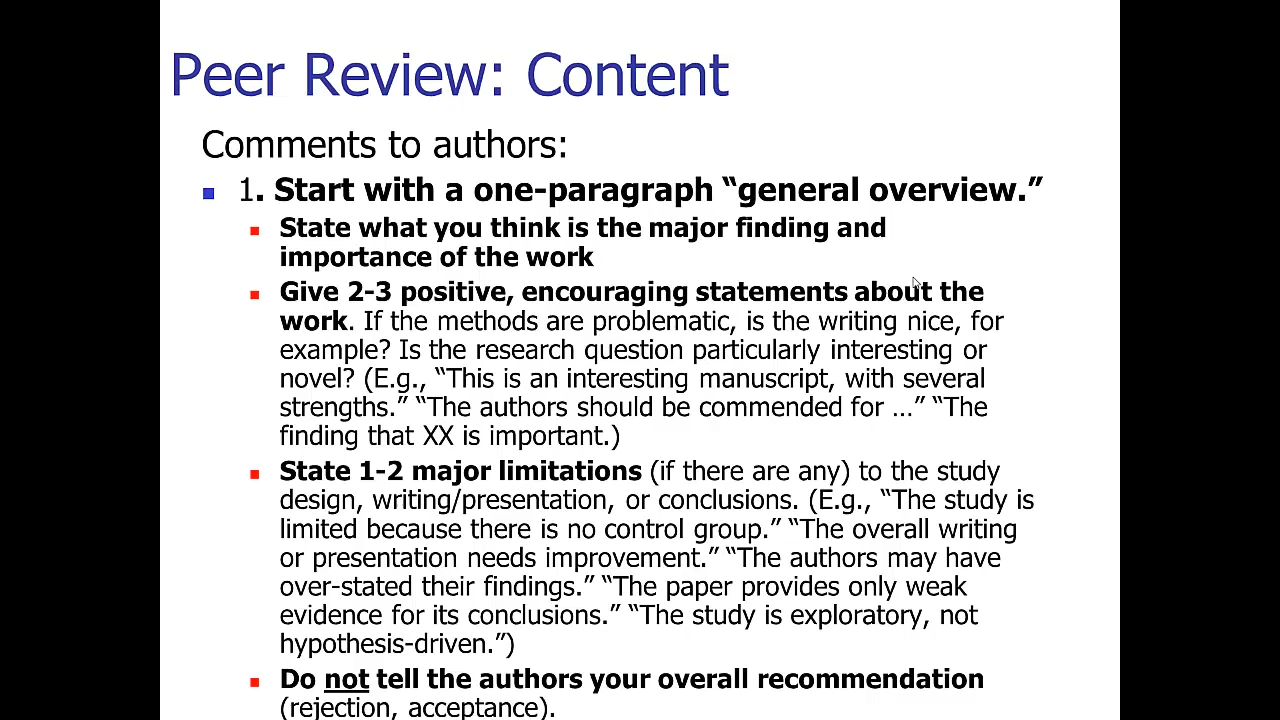 Peer Review: Content
Comments to authors:
1. Start with a one-paragraph “general overview.”
State what you think is the major finding and
importance of the work
Give 2-3 positive, encouraging statements about the
work. If the methods are problematic, is the writing nice, for
example? Is the research question particularly interesting or
novel? (E.g., “This is an interesting manuscript, with several
strengths.” “The authors should be commended for …” “The
finding that XX is important.)
State 1-2 major limitations (if there are any) to the study
design, writing/presentation, or conclusions. (E.g., “The study is
limited because there is no control group.” “The overall writing
or presentation needs improvement.” “The authors may have
over-stated their findings.” “The paper provides only weak
evidence for its conclusions.” “The study is exploratory, not
hypothesis-driven.”)
Do not tell the authors your overall recommendation
(rejection, acceptance).